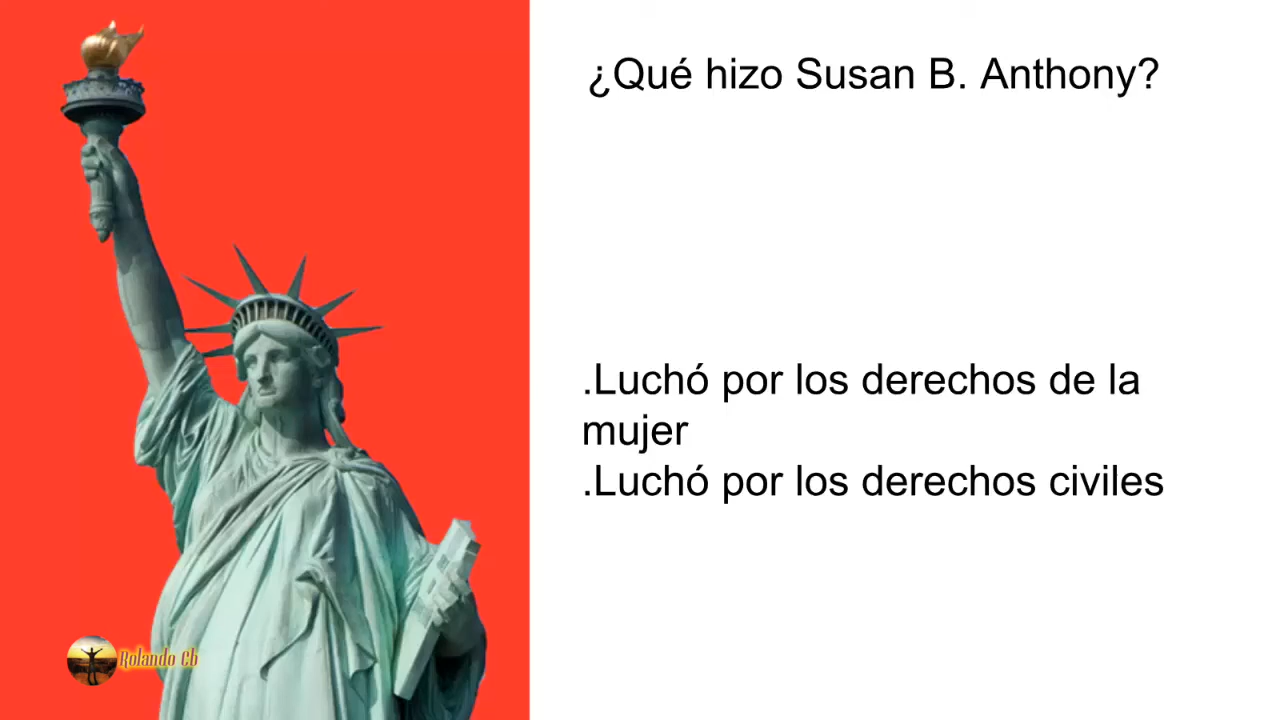 ¿Qué hizo Susan B. Anthony?
.Luchó por los derechos de la
mujer
.Luchó por los derechos civiles
Rolando Cb